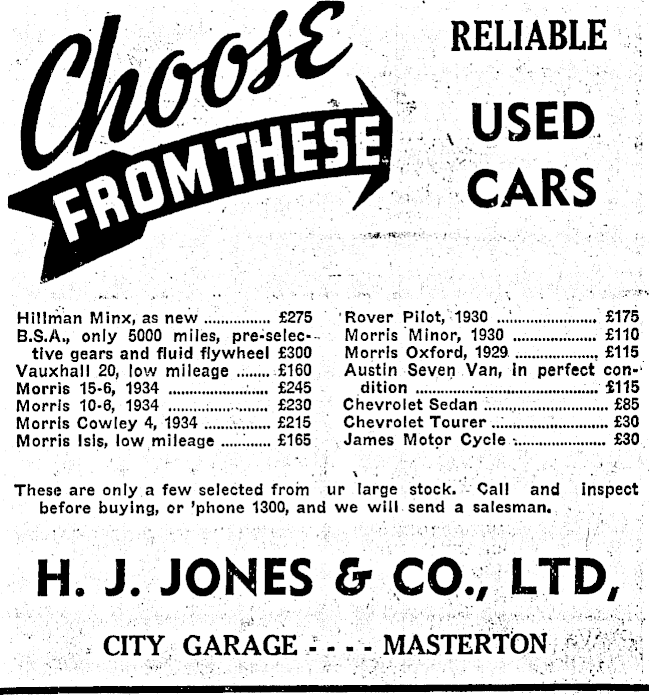 Choose
FROM THESE
RELIABLE
USED
CARS
Hillman Minx, as new ............... £275
B.S.A., only 5000 miles, pre-selec-
tive gears and fluid flywheel £300
Vauxhall 20, low mileage ........ £160
Morris 15-6, 1934 ....................... £245
Morris 10-6, 1934 ....................... £230
Morris Cowley 4, 1934 ............... £215
Morris Isis, low mileage ............ £165
Rover Pilot, 1930 ....................... £175
Morris Minor, 1930 ..................... £110
Morris Oxford, 1929 ................... £115
Austin Seven Van, in perfect con-
dition ......................................... £115
Chevrolet Sedan ............................ £85
Chevrolet Tourer .......................... £30
James Motor Cycle ..................... £30
These are only a few selected from ur large stock. Call and inspect
before buying, or 'phone 1300, and we will send a salesman.
H. J. JONES & CO., LTD,
CITY GARAGE - - - - MASTERTON